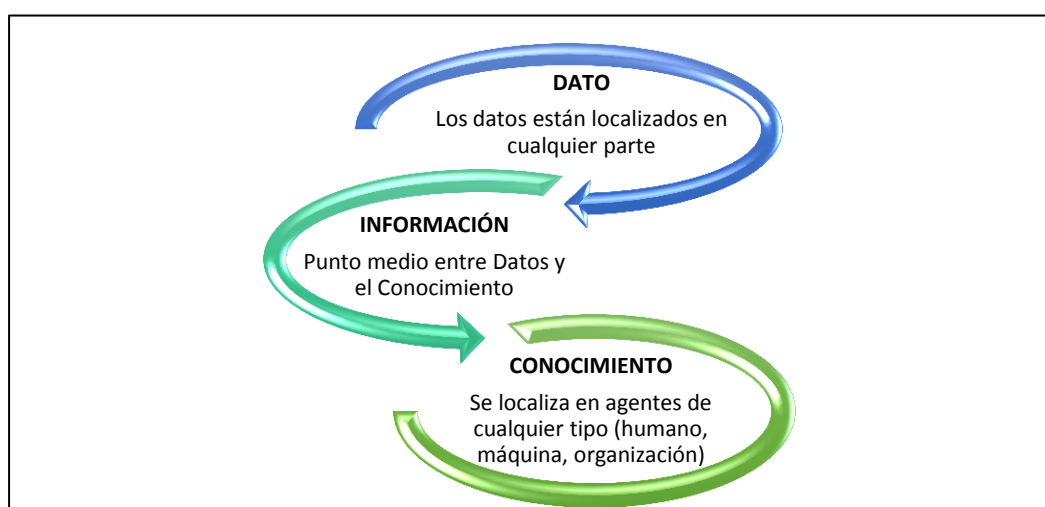 DATO
Los datos están localizados en
cualquier parte
INFORMACIÓN
Punto medio entre Datos y
el Conocimiento
CONOCIMIENTO
Se localiza en agentes de
cualquier tipo (humano,
máquina, organización)